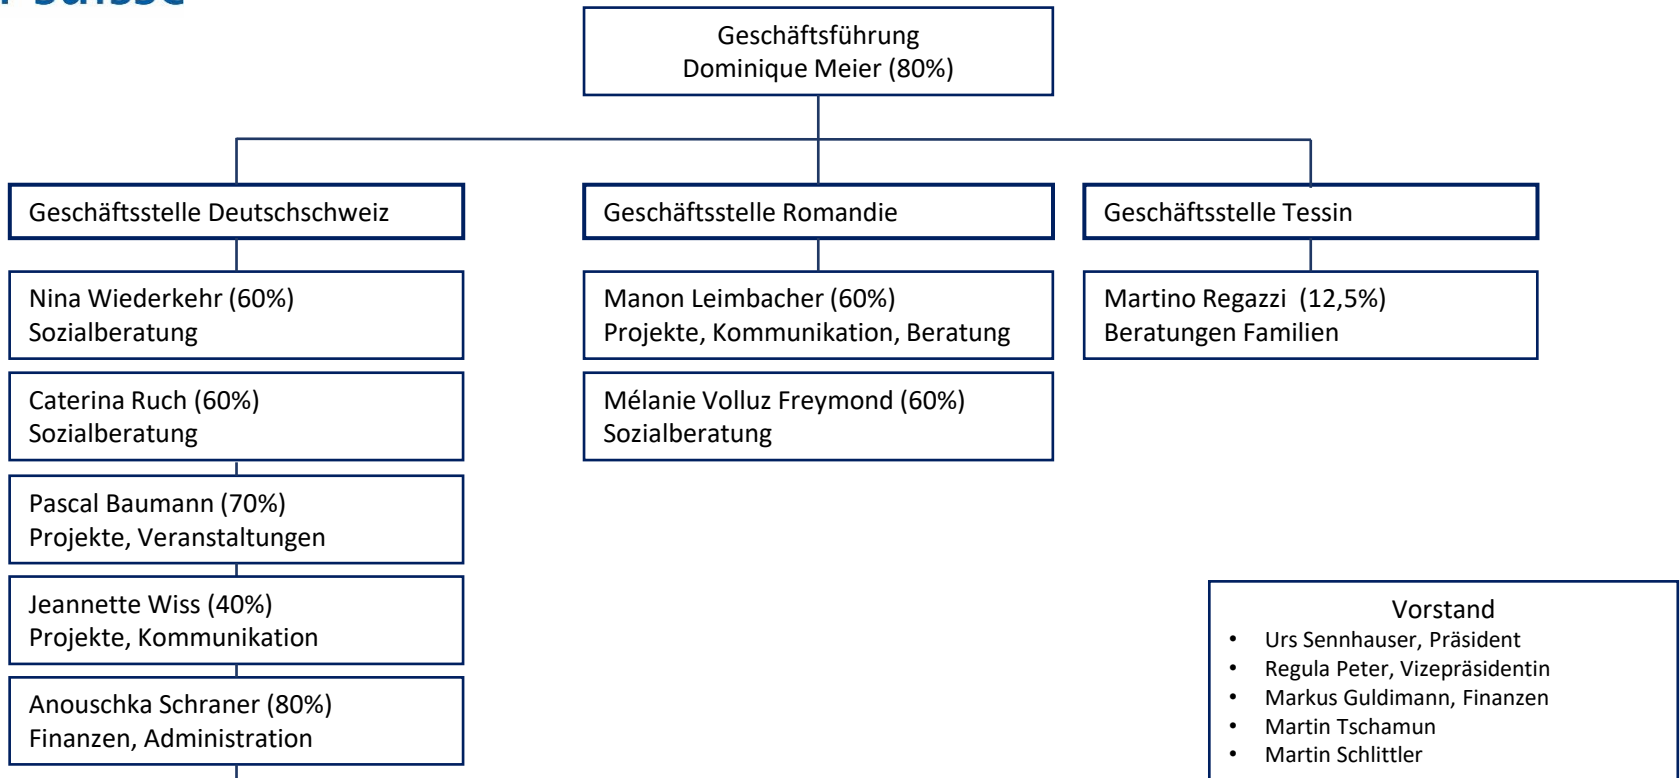 Geschäftsführung
Dominique Meier (80%)
Geschäftsstelle Deutschschweiz
Nina Wiederkehr (60%)
Sozialberatung
Caterina Ruch (60%)
Sozialberatung
Pascal Baumann (70%)
Projekte, Veranstaltungen
Jeannette Wiss (40%)
Projekte, Kommunikation
Anouschka Schraner (80%)
Finanzen, Administration
Geschäftsstelle Romandie
Manon Leimbacher (60%)
Projekte, Kommunikation, Beratung
Mélanie Volluz Freymond (60%)
Sozialberatung
Geschäftsstelle Tessin
Martino Regazzi (12,5%)
Beratungen Familien
Vorstand
• Urs Sennhauser, Präsident
• Regula Peter, Vizepräsidentin
• Markus Guldimann, Finanzen
• Martin Tschamun
• Martin Schlittler